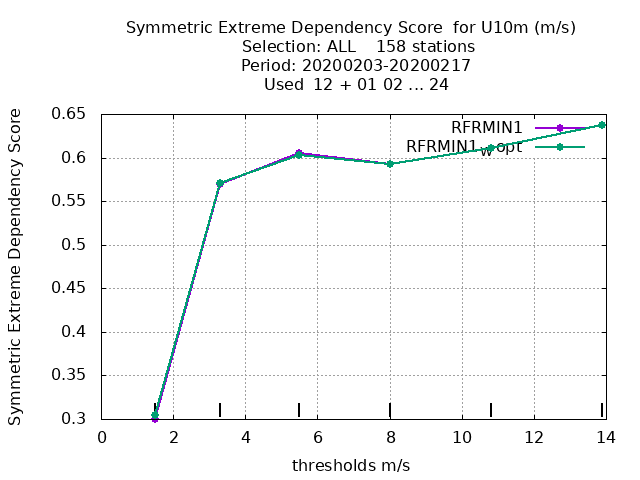 Symmetric Extreme Dependency Score  for U10m (m/s)
Selection: ALL    158 stations
Period: 20200203-20200217
Used  12 + 01 02 ... 24
Symmetric Extreme Dependency Score
0.65
0.6
0.55
0.5
0.45
0.4
0.35
0.3
RFRMIN1
RFRMIN1wopt
0 2 4 6 8 10 12 14
thresholds m/s